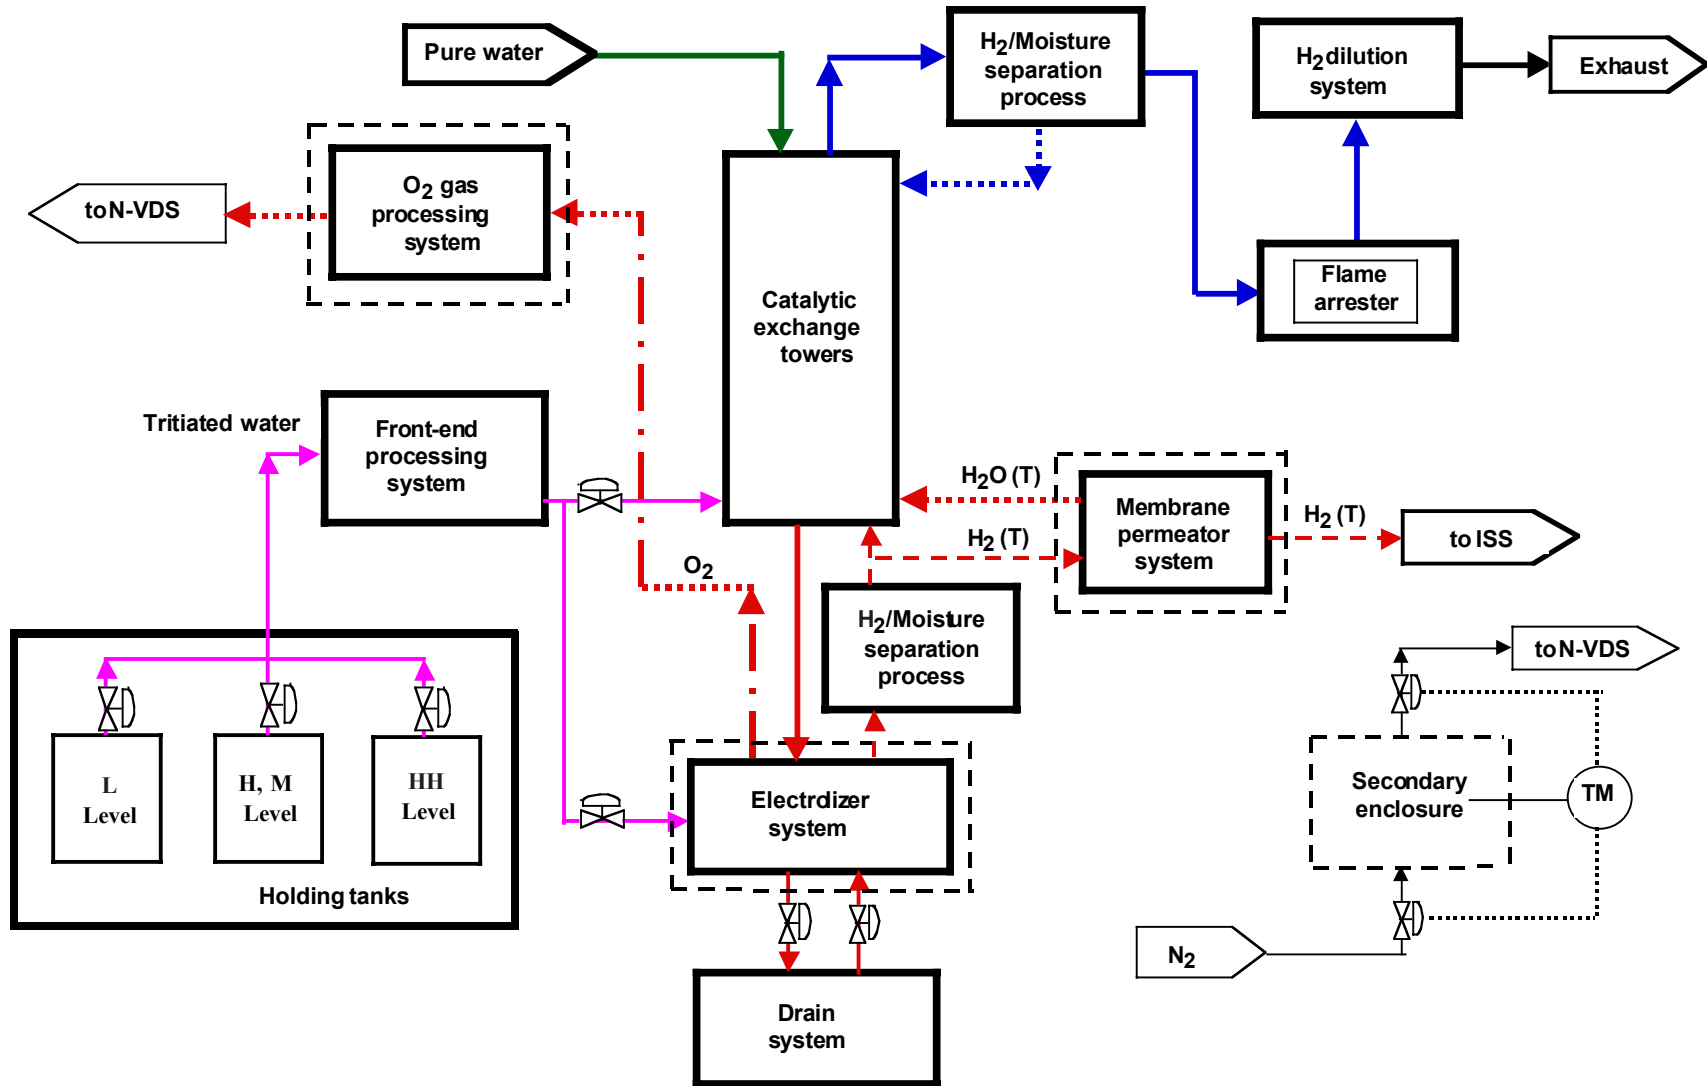 Pure water
H2/Moisture
separation
process
H2 dilution
system
Exhaust
O2 gas
processing
system
to N-VDS
Flame
arrester
Catalytic
exchange
towers
Tritiated water
Front-end
processing
system
H2O (T)
H2 (T)
Membrane
permeator
system
H2 (T)
to ISS
O2
H2/Moisture
separation
process
to N-VDS
L
Level
H, M
Level
HH
Level
Holding tanks
Electrolizer
system
Secondary
enclosure
TM
N2
Drain
system